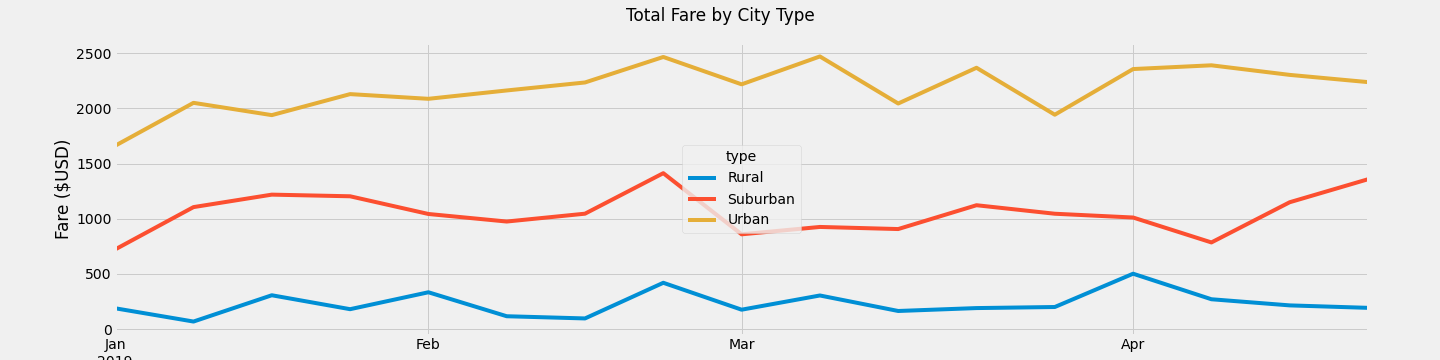 Total Fare by City Type
Fare ($USD)
2500
2000
1500
1000
500
0
type
Rural
Suburban
Urban
Jan Feb Mar Apr
2019